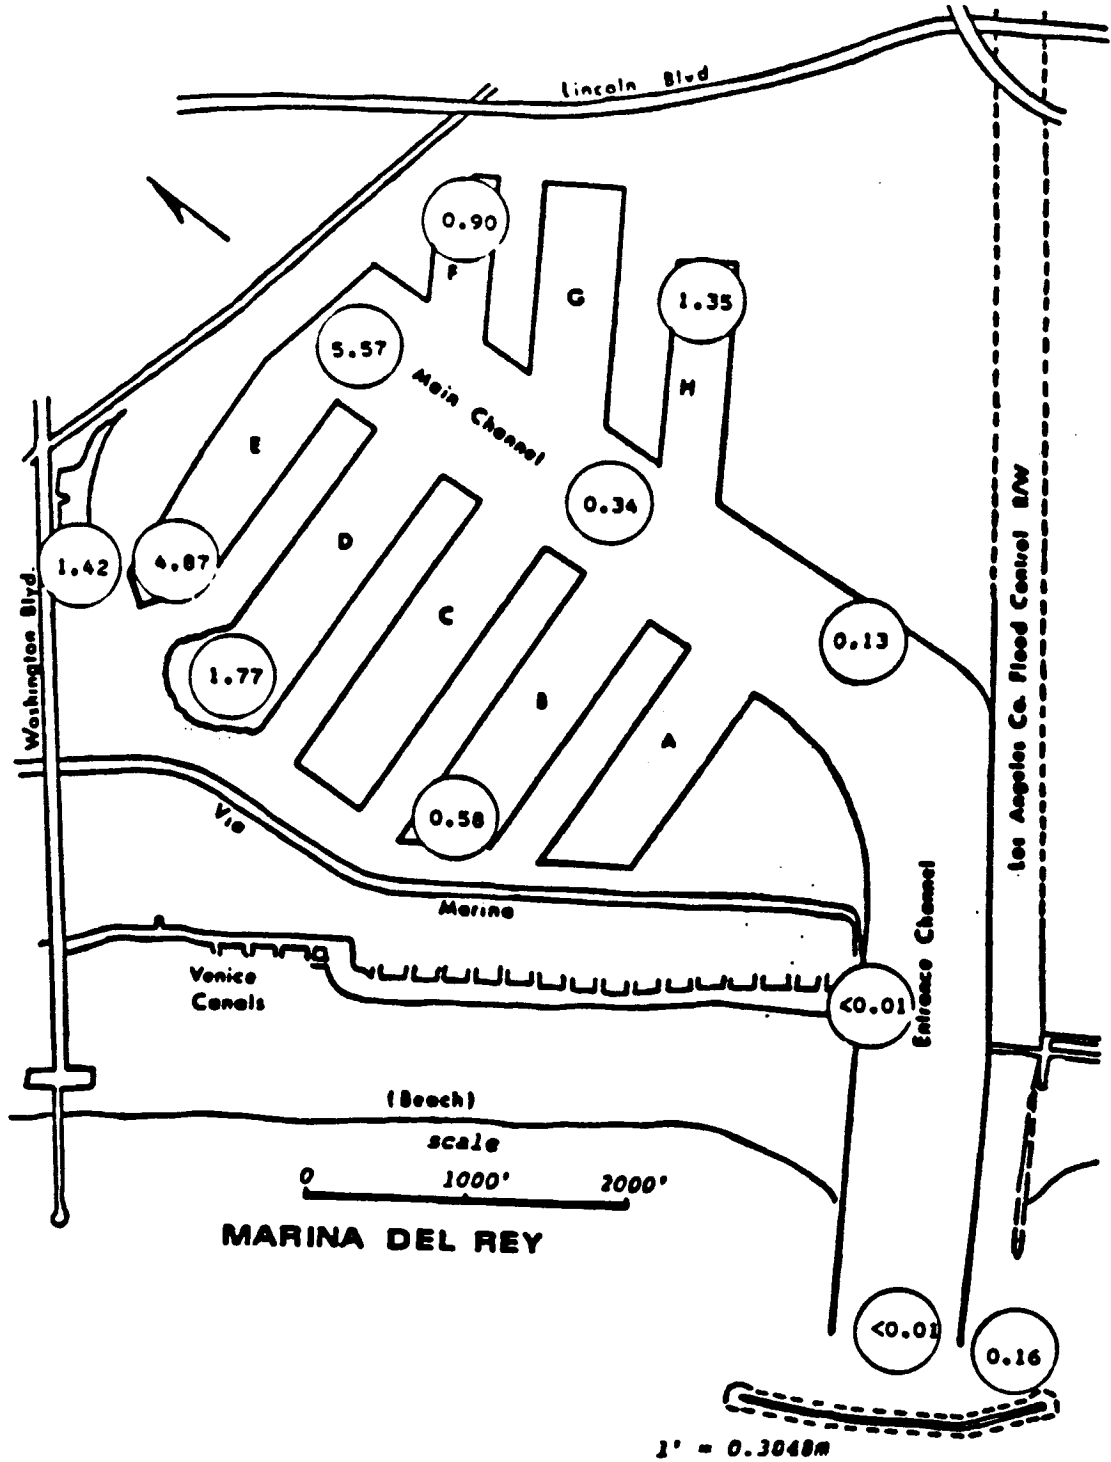 Lincoln Blvd
0.90
F
G
1.35
5.57
Main Channel
H
E
0.34
D
Los Angeles Co. Flood Control R/W
1.42
4.87
Washington Blvd.
C
0.13
1.77
B
A
0.58
Via
Marina
Entrance Channel
Venice
Canals
<0.01
(Beach)
scale
0 1000' 2000'
MARINA DEL REY
<0.01
0.16
1' = 0.3048m